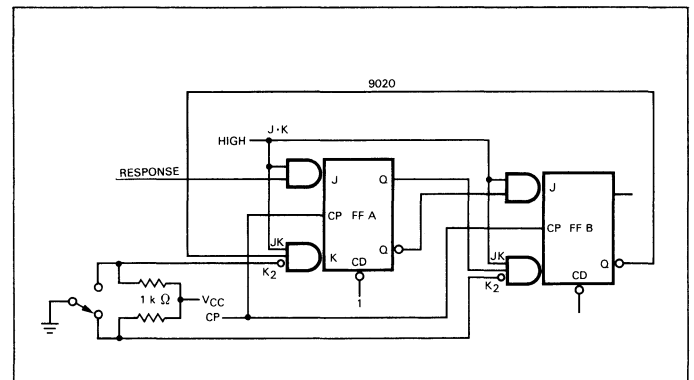 9020
J·K
HIGH
RESPONSE
J
Q
J
CP
FF A
CP
FF B
JK
K
Q
JK
Q
K2
CD
K2
CD
1 k Ω
VCC
1
CP